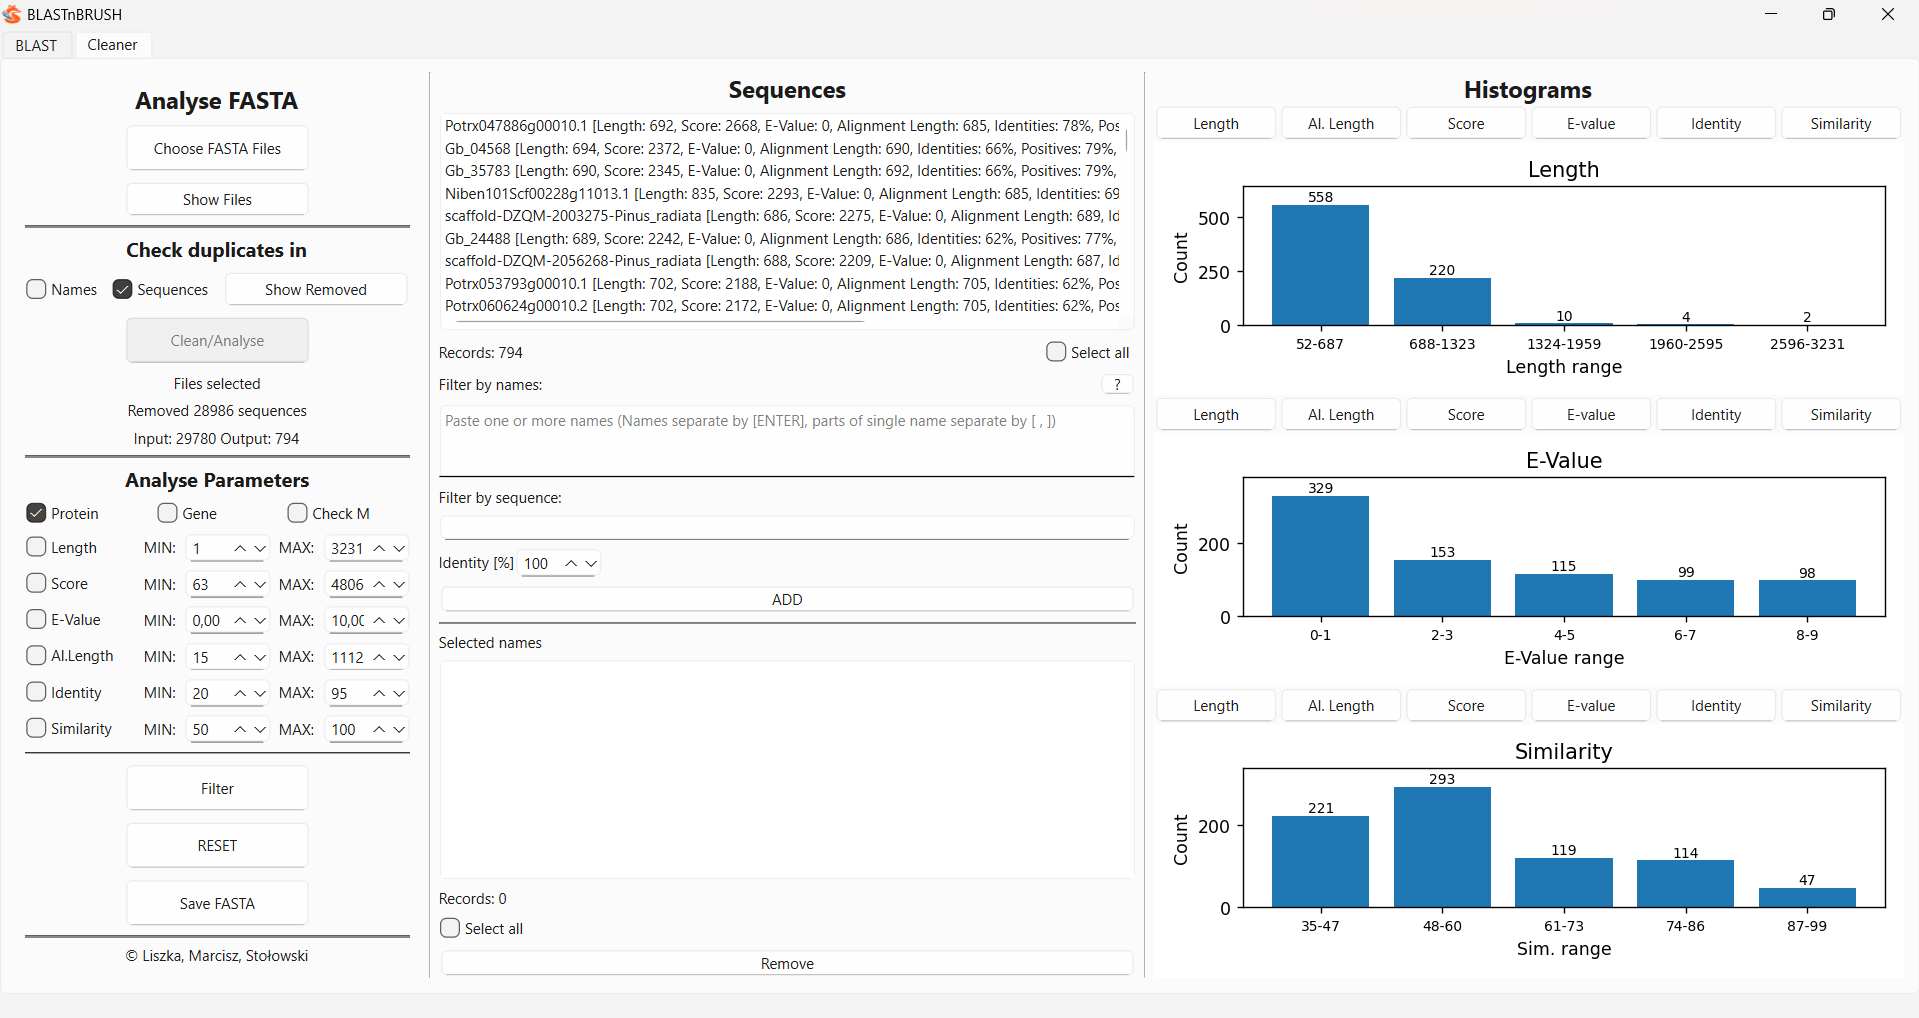 BLASTnBRUSH
BLAST
Cleaner
Analyse FASTA
Choose FASTA Files
Show Files
Check duplicates in
Names
Sequences
Show Removed
Clean/Analyse
Files selected
Removed 28986 sequences
Input: 29780 Output: 794
Analyse Parameters
Protein
Gene
Check M
Length MIN: 1 MAX: 3231
Score MIN: 63 MAX: 4806
E-Value MIN: 0,00 MAX: 10,00
Al.Length MIN: 15 MAX: 1112
Identity MIN: 20 MAX: 95
Similarity MIN: 50 MAX: 100
Filter
RESET
Save FASTA
© Liszka, Marcisz, Stołowski
Sequences
Potrx047886g00010.1 [Length: 692, Score: 2668, E-Value: 0, Alignment Length: 685, Identities: 78%, Pos
Gb_04568 [Length: 694, Score: 2372, E-Value: 0, Alignment Length: 690, Identities: 66%, Positives: 79%,
Gb_35783 [Length: 690, Score: 2345, E-Value: 0, Alignment Length: 692, Identities: 66%, Positives: 79%,
Niben101Scf00228g11013.1 [Length: 835, Score: 2293, E-Value: 0, Alignment Length: 685, Identities: 69
scaffold-DZQM-2003275-Pinus_radiata [Length: 686, Score: 2275, E-Value: 0, Alignment Length: 689, Id
Gb_24488 [Length: 689, Score: 2242, E-Value: 0, Alignment Length: 686, Identities: 62%, Positives: 77%,
scaffold-DZQM-2056268-Pinus_radiata [Length: 688, Score: 2209, E-Value: 0, Alignment Length: 687, Id
Potrx053793g00010.1 [Length: 702, Score: 2188, E-Value: 0, Alignment Length: 705, Identities: 62%, Pos
Potrx060624g00010.2 [Length: 702, Score: 2172, E-Value: 0, Alignment Length: 705, Identities: 62%, Pos
Records: 794
Select all
Filter by names:
?
Paste one or more names (Names separate by [ENTER], parts of single name separate by [ , ])
Filter by sequence:
Identity [%] 100
ADD
Selected names
Records: 0
Select all
Remove
Histograms
Length Al. Length Score E-value Identity Similarity
Length
Count
500
250
0
558 220 10 4 2
52-687 688-1323 1324-1959 1960-2595 2596-3231
Length range
Length Al. Length Score E-value Identity Similarity
E-Value
Count
200
0
329 153 115 99 98
0-1 2-3 4-5 6-7 8-9
E-Value range
Length Al. Length Score E-value Identity Similarity
Similarity
Count
200
0
221 293 119 114 47
35-47 48-60 61-73 74-86 87-99
Sim. range